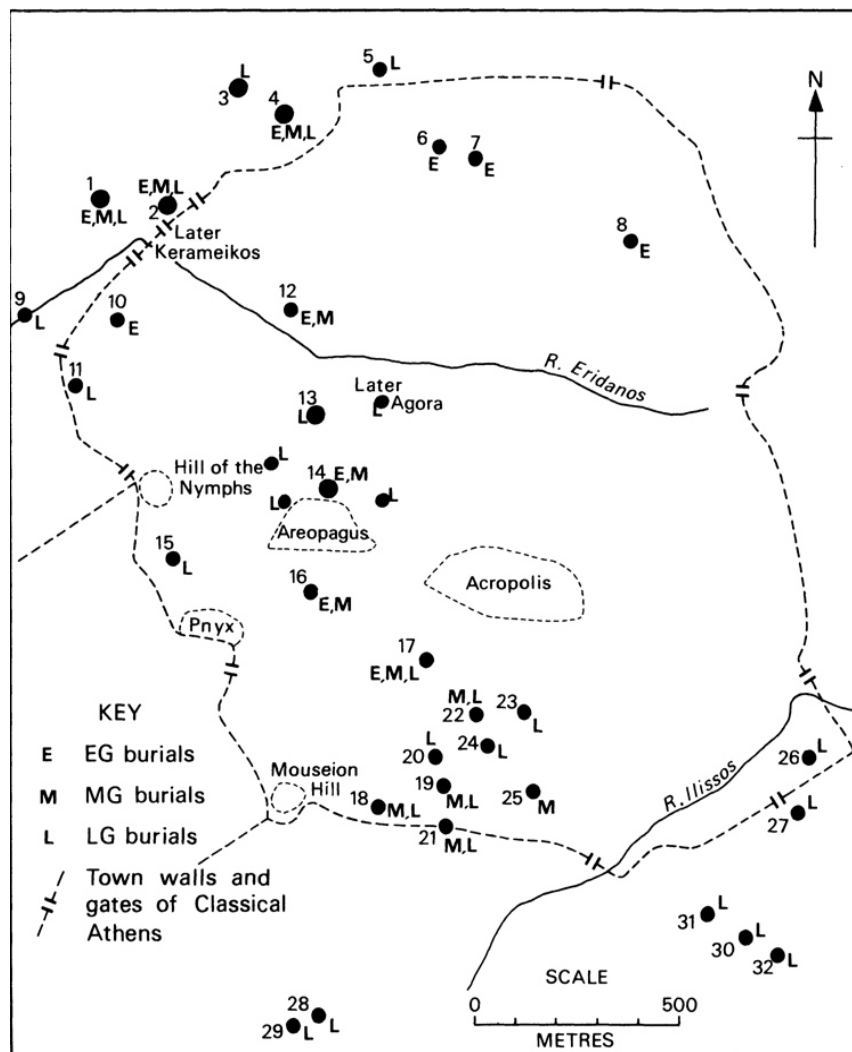 N
3
L
4
E,M,L
5
L
6
E
7
E
1
E,M,L
E,M,L
2
Later
Kerameikos
8
E
9
L
10
E
12
E,M
11
L
R. Eridanos
13
L
Later
Agora
L
L
14
E,M
L
L
Hill of the
Nymphs
Areopagus
15
L
16
E,M
Acropolis
Pnyx
17
E,M,L
M,L
22
23
L
24
L
20
L
19
M,L
25
M
Mouseion
Hill
18
M,L
21
M,L
R. Ilissos
26
L
27
L
31
L
30
L
32
L
28
L
29
L
KEY
E EG burials
M MG burials
L LG burials
Town walls and
gates of Classical
Athens
SCALE
0 500
METRES